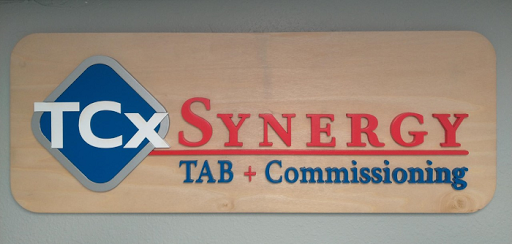 TCx SYNERGY
TAB + Commissioning